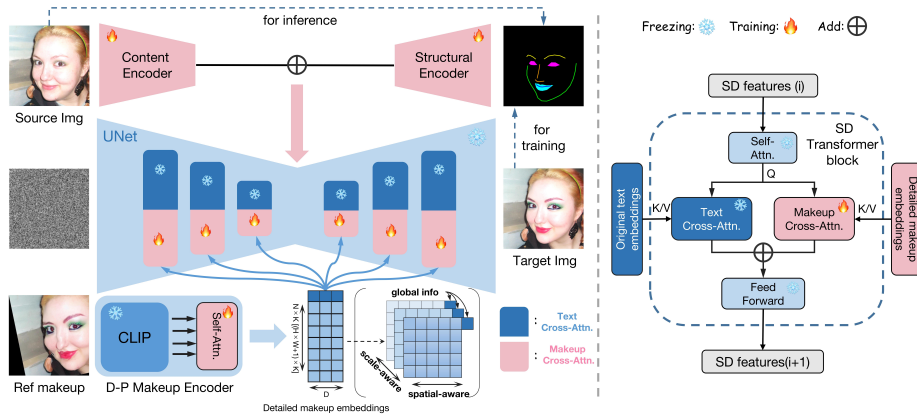 for inference
Content
Encoder
Structural
Encoder
Source Img
UNet
for
training
Target Img
CLIP
Self-Attn.
Ref makeup
D-P Makeup Encoder
D
Detailed makeup embeddings
global info
scale-aware
spatial-aware
: Text
Cross-Attn.
: Makeup
Cross-Attn.
Freezing:
Training:
Add:
SD features (i)
SD
Transformer
block
Self-
Attn.
Q
K/V
K/V
Original text
embeddings
Text
Cross-Attn.
Makeup
Cross-Attn.
Detailed makeup
embeddings
Feed
Forward
SD features(i+1)